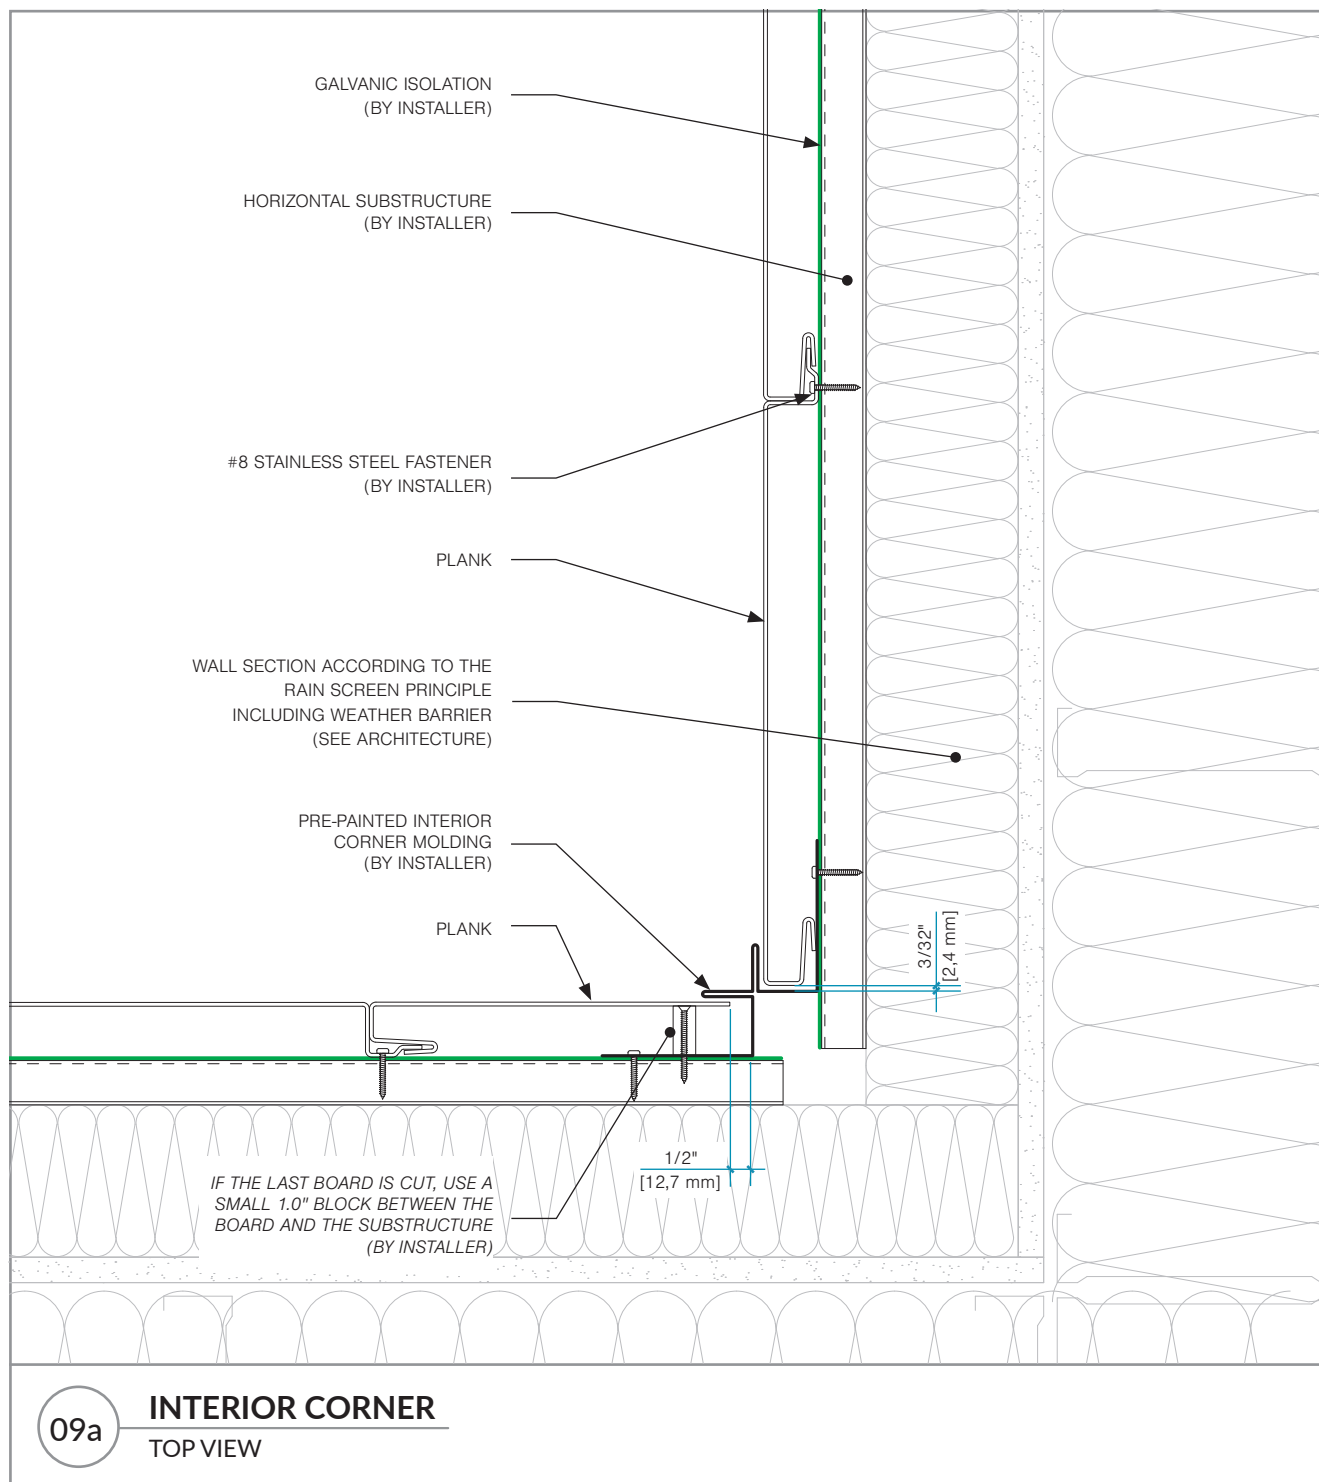 GALVANIC ISOLATION
(BY INSTALLER)
HORIZONTAL SUBSTRUCTURE
(BY INSTALLER)
#8 STAINLESS STEEL FASTENER
(BY INSTALLER)
PLANK
WALL SECTION ACCORDING TO THE
RAIN SCREEN PRINCIPLE
INCLUDING WEATHER BARRIER
(SEE ARCHITECTURE)
PRE-PAINTED INTERIOR
CORNER MOLDING
(BY INSTALLER)
PLANK
3/32"
[2,4 mm]
1/2"
[12,7 mm]
IF THE LAST BOARD IS CUT, USE A
SMALL 1.0" BLOCK BETWEEN THE
BOARD AND THE SUBSTRUCTURE
(BY INSTALLER)
09a
INTERIOR CORNER
TOP VIEW